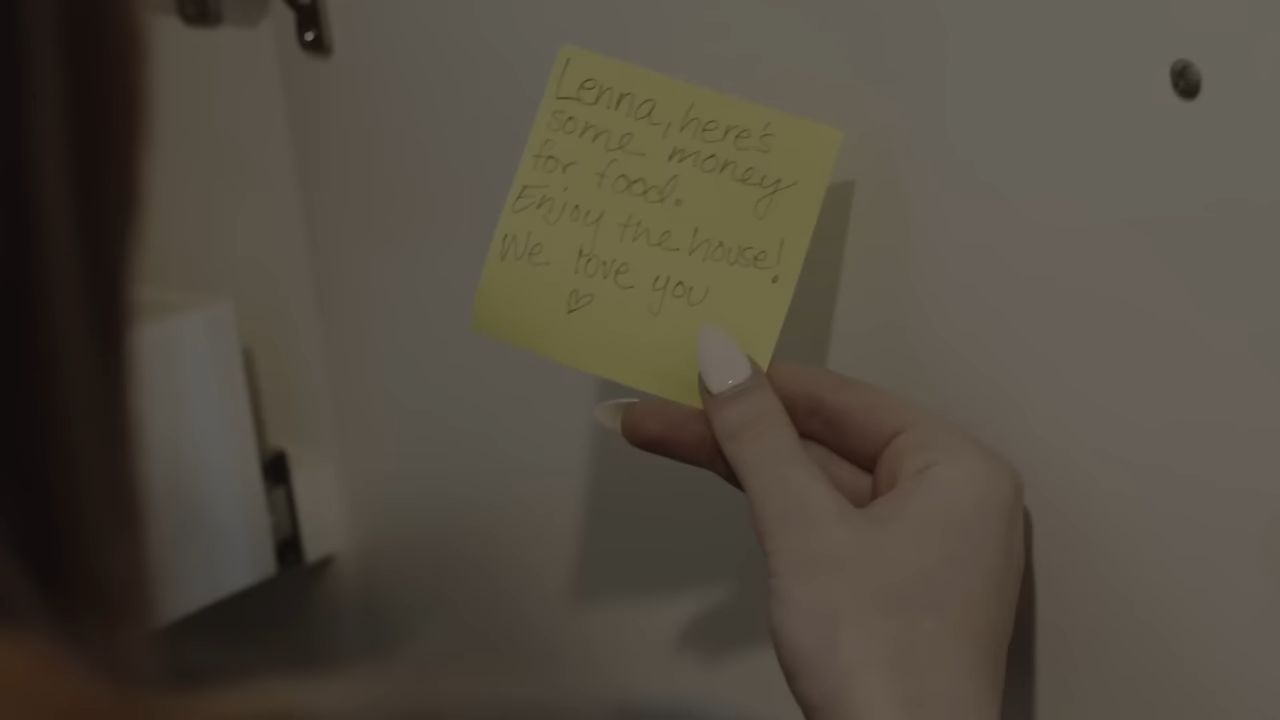 Lenna, here's
some money
for food.
Enjoy the house!
We love you
♡